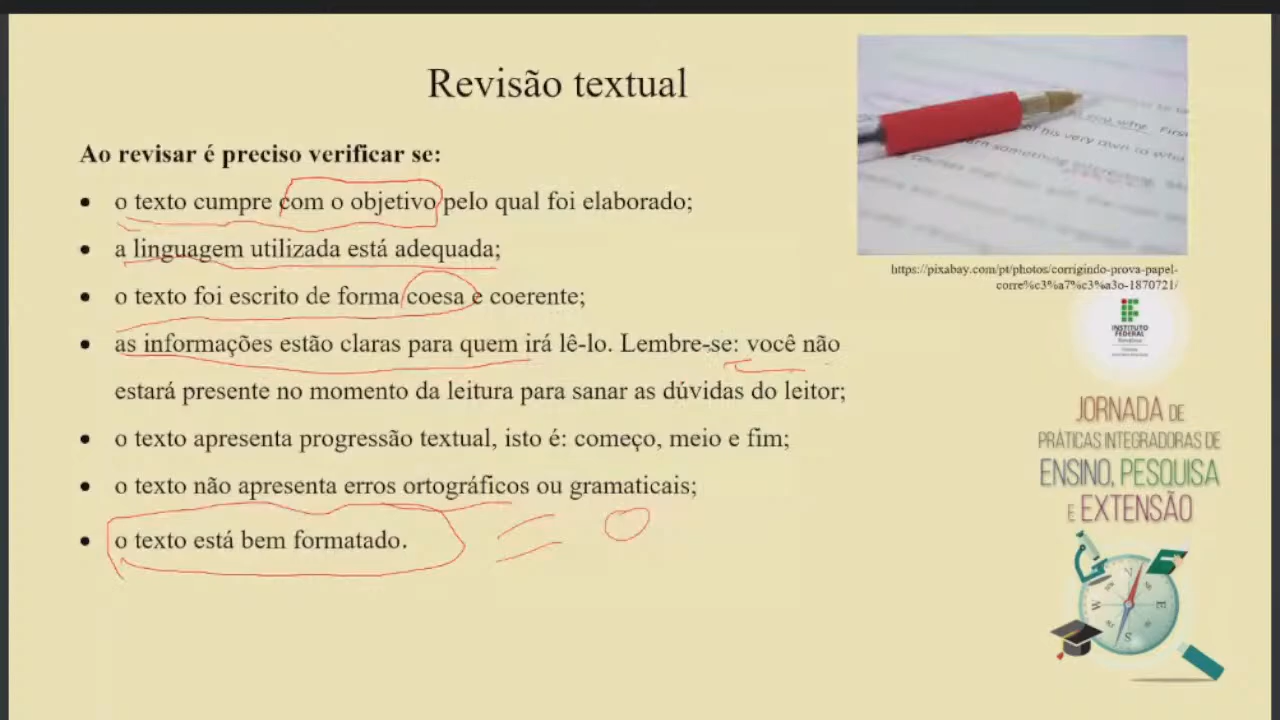 Revisão textual
Ao revisar é preciso verificar se:
• o texto cumpre com o objetivo pelo qual foi elaborado;
• a linguagem utilizada está adequada;
• o texto foi escrito de forma coesa e coerente;
• as informações estão claras para quem irá lê-lo. Lembre-se: você não
estará presente no momento da leitura para sanar as dúvidas do leitor;
• o texto apresenta progressão textual, isto é: começo, meio e fim;
• o texto não apresenta erros ortográficos ou gramaticais;
• o texto está bem formatado.
https://pixabay.com/pt/photos/corrigindo-prova-papel-
corre%c3%a7%c3%a3o-1870721/
INSTITUTO
FEDERAL
JORNADA DE
PRÁTICAS INTEGRADORAS DE
ENSINO, PESQUISA
E EXTENSÃO
N
W
E
S